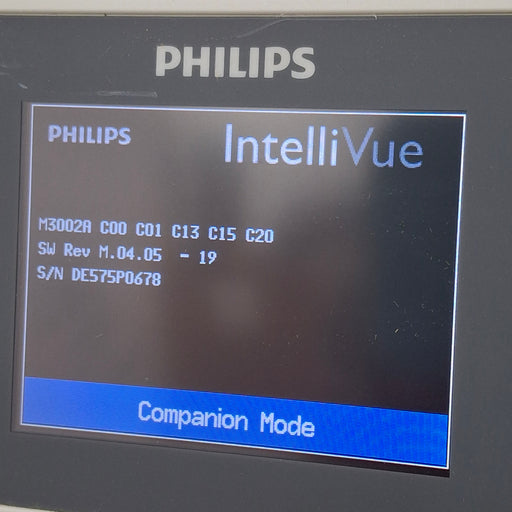 PHILIPS
PHILIPS IntelliVue
M3002A C00 C01 C13 C15 C20
SW Rev M.04.05 - 19
S/N DE575P0678
Companion Mode